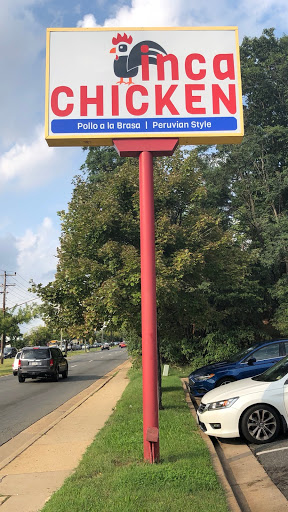 inca
CHICKEN
Pollo a la Brasa | Peruvian Style